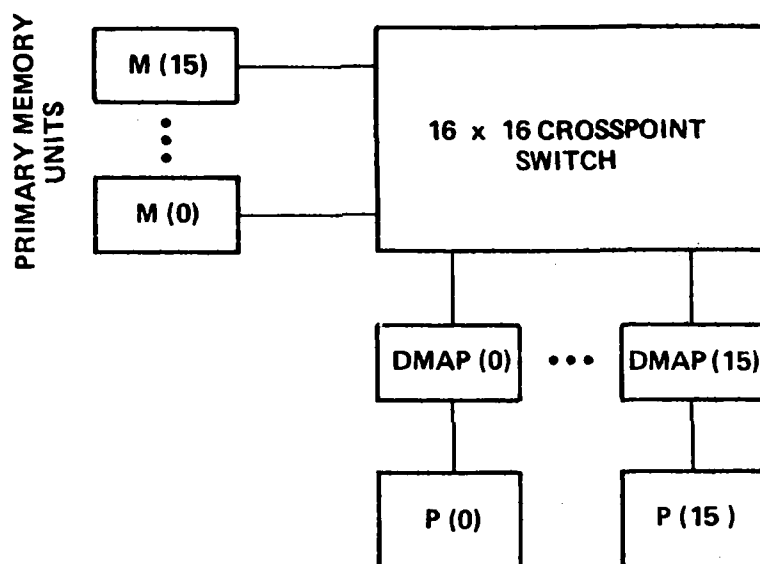 PRIMARY MEMORY
UNITS
M (15)
M (0)
16 x 16 CROSSPOINT
SWITCH
DMAP (0)
DMAP (15)
P (0)
P (15)